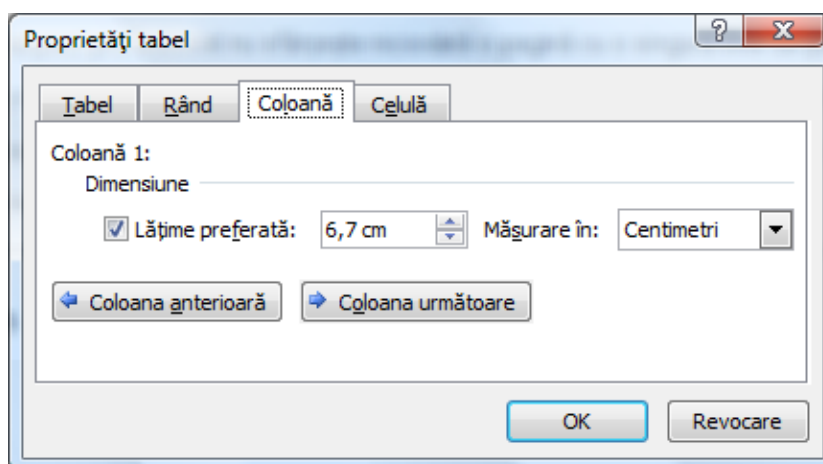 Proprietăţi tabel
Tabel Rând Coloană Celulă
Coloană 1:
Dimensiune
Lăţime preferată: 6,7 cm Măsurare în: Centimetri
Coloana anterioară Coloana următoare
OK Revocare